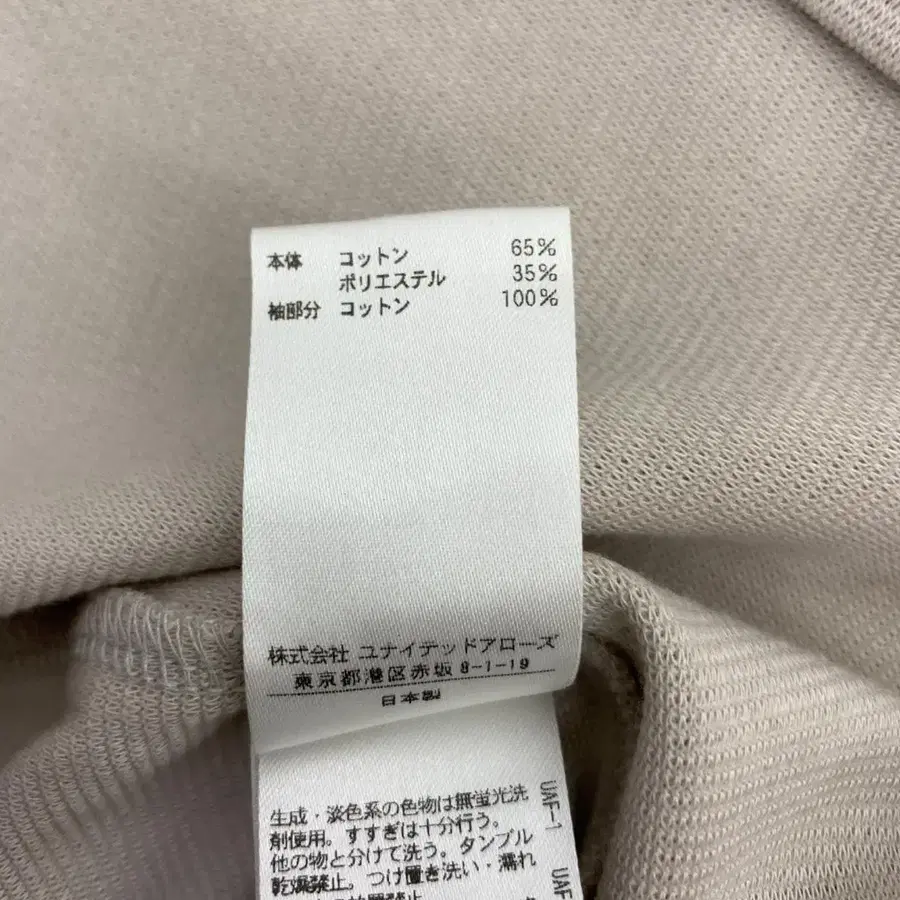 本体 コットン 65%
ポリエステル 35%
袖部分 コットン 100%
株式会社 ユナイテッドアローズ
東京都港区赤坂 8-1-19
日本製
生成・淡色系の色物は無蛍光洗
剤使用。すすぎは十分行う。
他の物と分けて洗う。タンブル
乾燥禁止。つけ置き洗い・濡れ
UAF-1
UAF